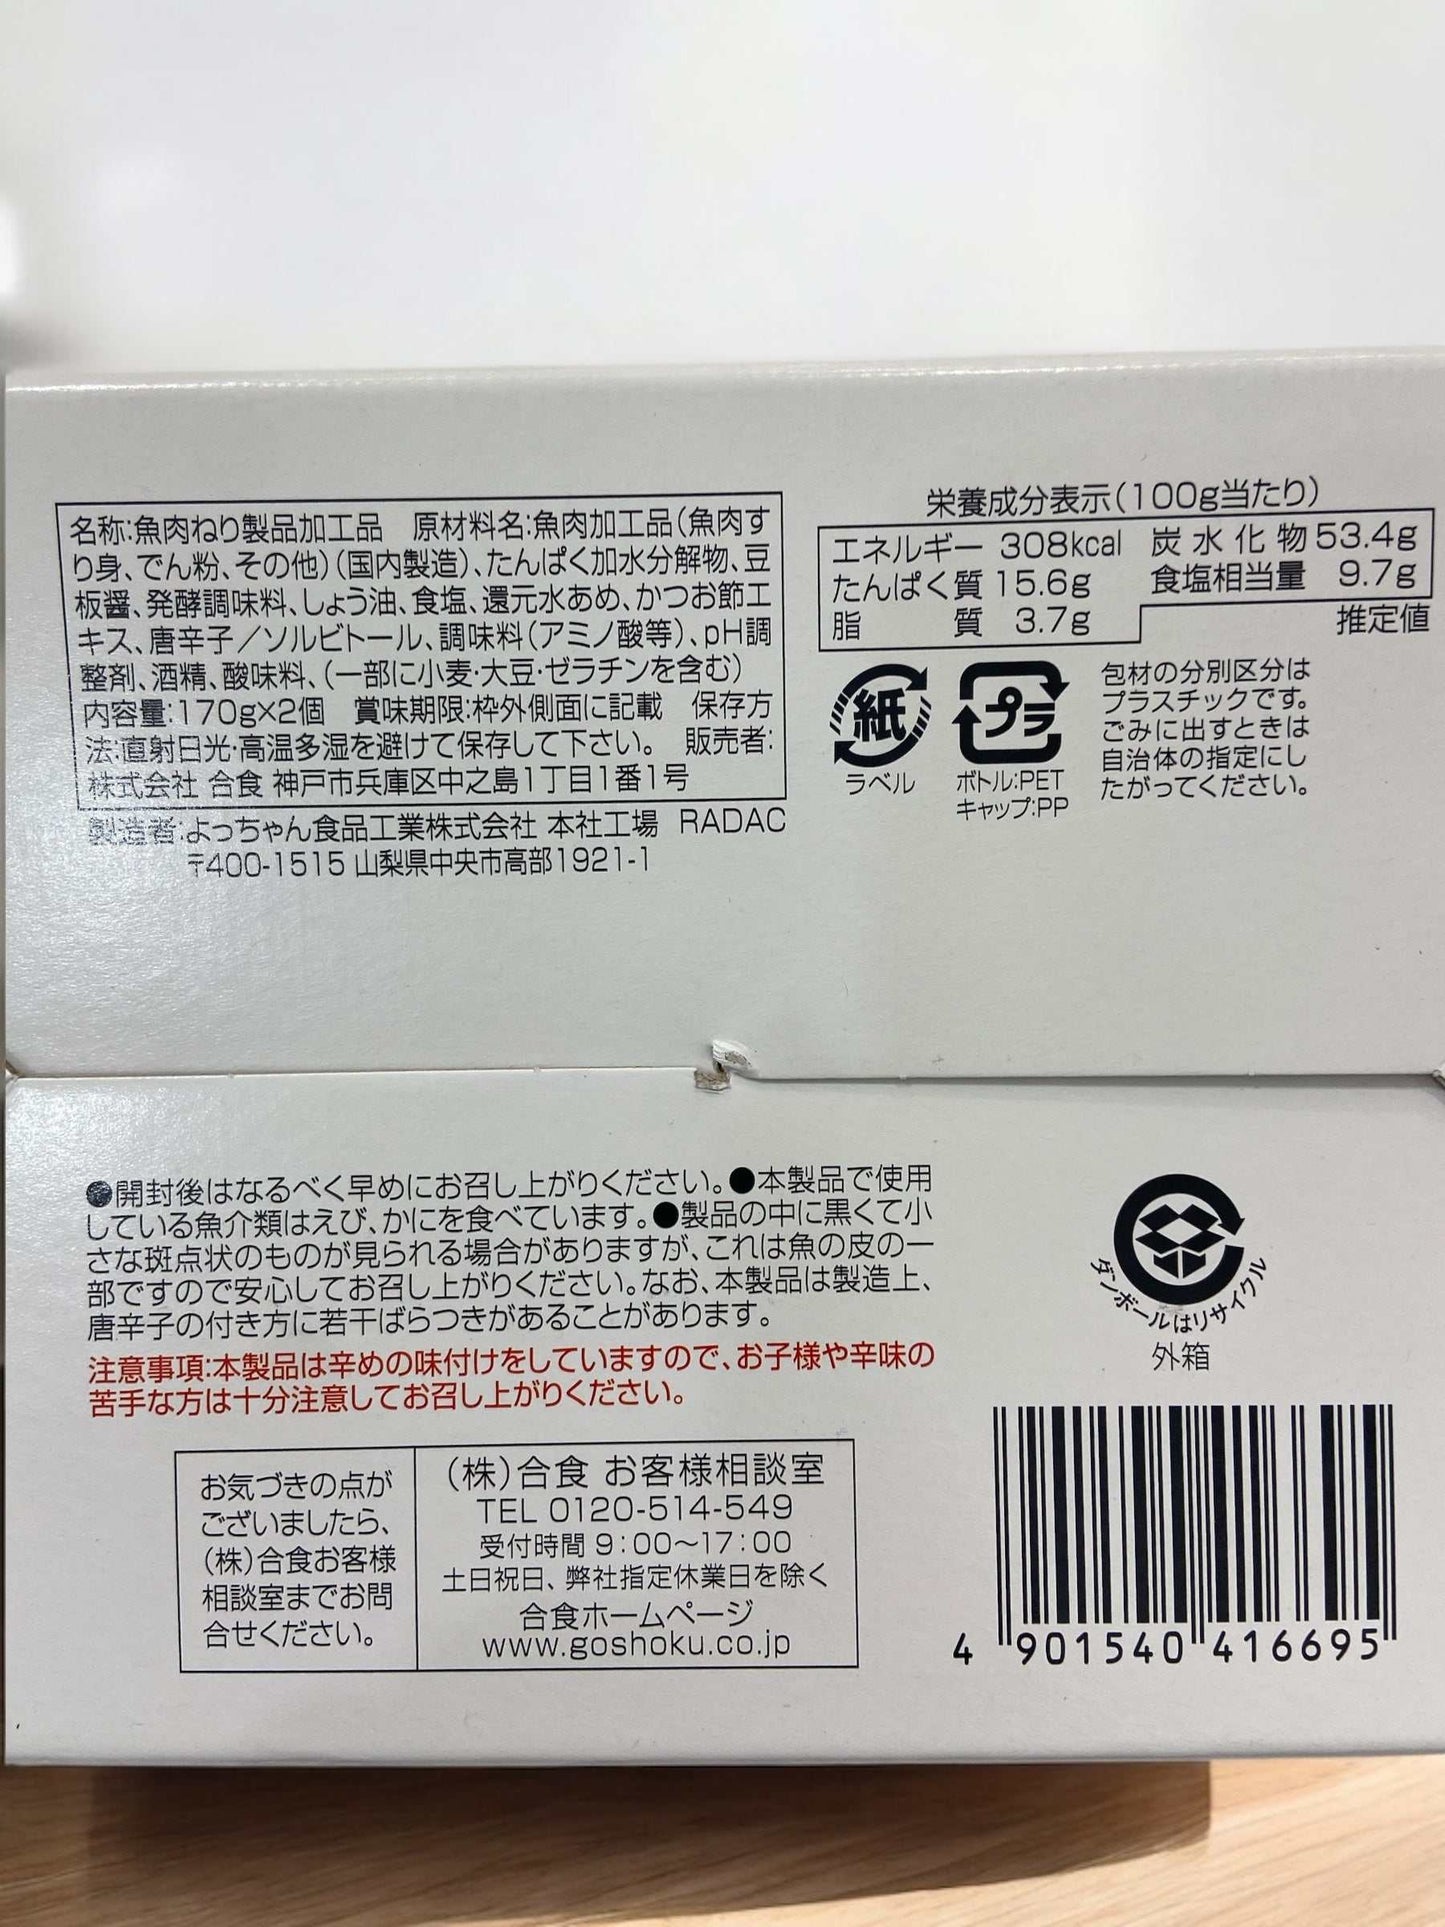 名称:魚肉ねり製品加工品　原材料名:魚肉加工品(魚肉す
り身、でん粉、その他)(国内製造)、たんぱく加水分解物、豆
板醤、発酵調味料、しょう油、食塩、還元水あめ、かつお節エ
キス、唐辛子／ソルビトール、調味料(アミノ酸等)、pH調
整剤、酒精、酸味料、(一部に小麦・大豆・ゼラチンを含む)
内容量:170g×2個　賞味期限:枠外側面に記載　保存方
法:直射日光・高温多湿を避けて保存して下さい。　販売者:
株式会社 合食 神戸市兵庫区中之島1丁目1番1号
製造者:よっちゃん食品工業株式会社 本社工場　RADAC
〒400-1515 山梨県中央市高部1921-1
栄養成分表示(100g当たり)
エネルギー 308kcal　炭水化物 53.4g
たんぱく質 15.6g　食塩相当量 9.7g
脂質 3.7g
推定値
紙
ラベル
プラ
ボトル:PET
キャップ:PP
包材の分別区分は
プラスチックです。
ごみに出すときは
自治体の指定にし
たがってください。
●開封後はなるべく早めにお召し上がりください。●本製品で使用
している魚介類はえび、かにを食べています。●製品の中に黒くて小
さな斑点状のものが見られる場合がありますが、これは魚の皮の一
部ですので安心してお召し上がりください。なお、本製品は製造上、
唐辛子の付き方に若干ばらつきがあることがあります。
注意事項:本製品は辛めの味付けをしていますので、お子様や辛味の
苦手な方は十分注意してお召し上がりください。
お気づきの点が
ございましたら、
(株)合食お客様
相談室までお問
合せください。
(株)合食 お客様相談室
TEL 0120-514-549
受付時間 9:00～17:00
土日祝日、弊社指定休業日を除く
合食ホームページ
www.goshoku.co.jp
ダンボールはリサイクル
外箱
4 901540 416695